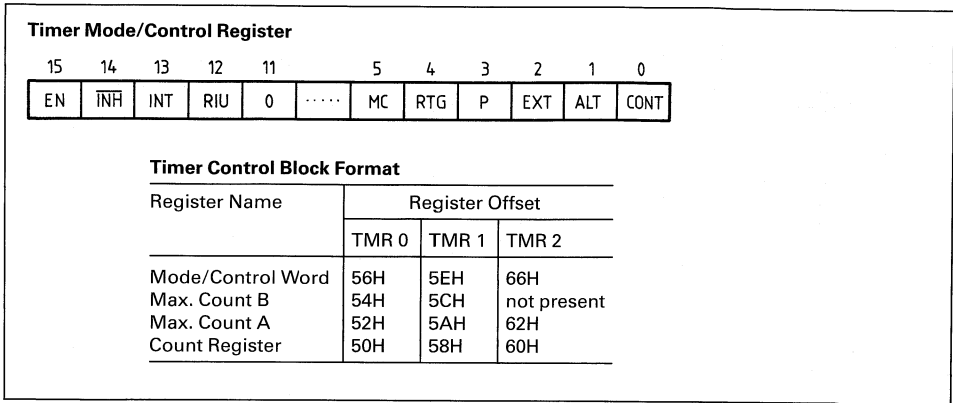 Timer Mode/Control Register
15 14 13 12 11 5 4 3 2 1 0
EN I̅N̅H̅ INT RIU 0 ····· MC RTG P EXT ALT CONT
Timer Control Block Format
Register Name Register Offset
TMR 0 TMR 1 TMR 2
Mode/Control Word 56H 5EH 66H
Max. Count B 54H 5CH not present
Max. Count A 52H 5AH 62H
Count Register 50H 58H 60H